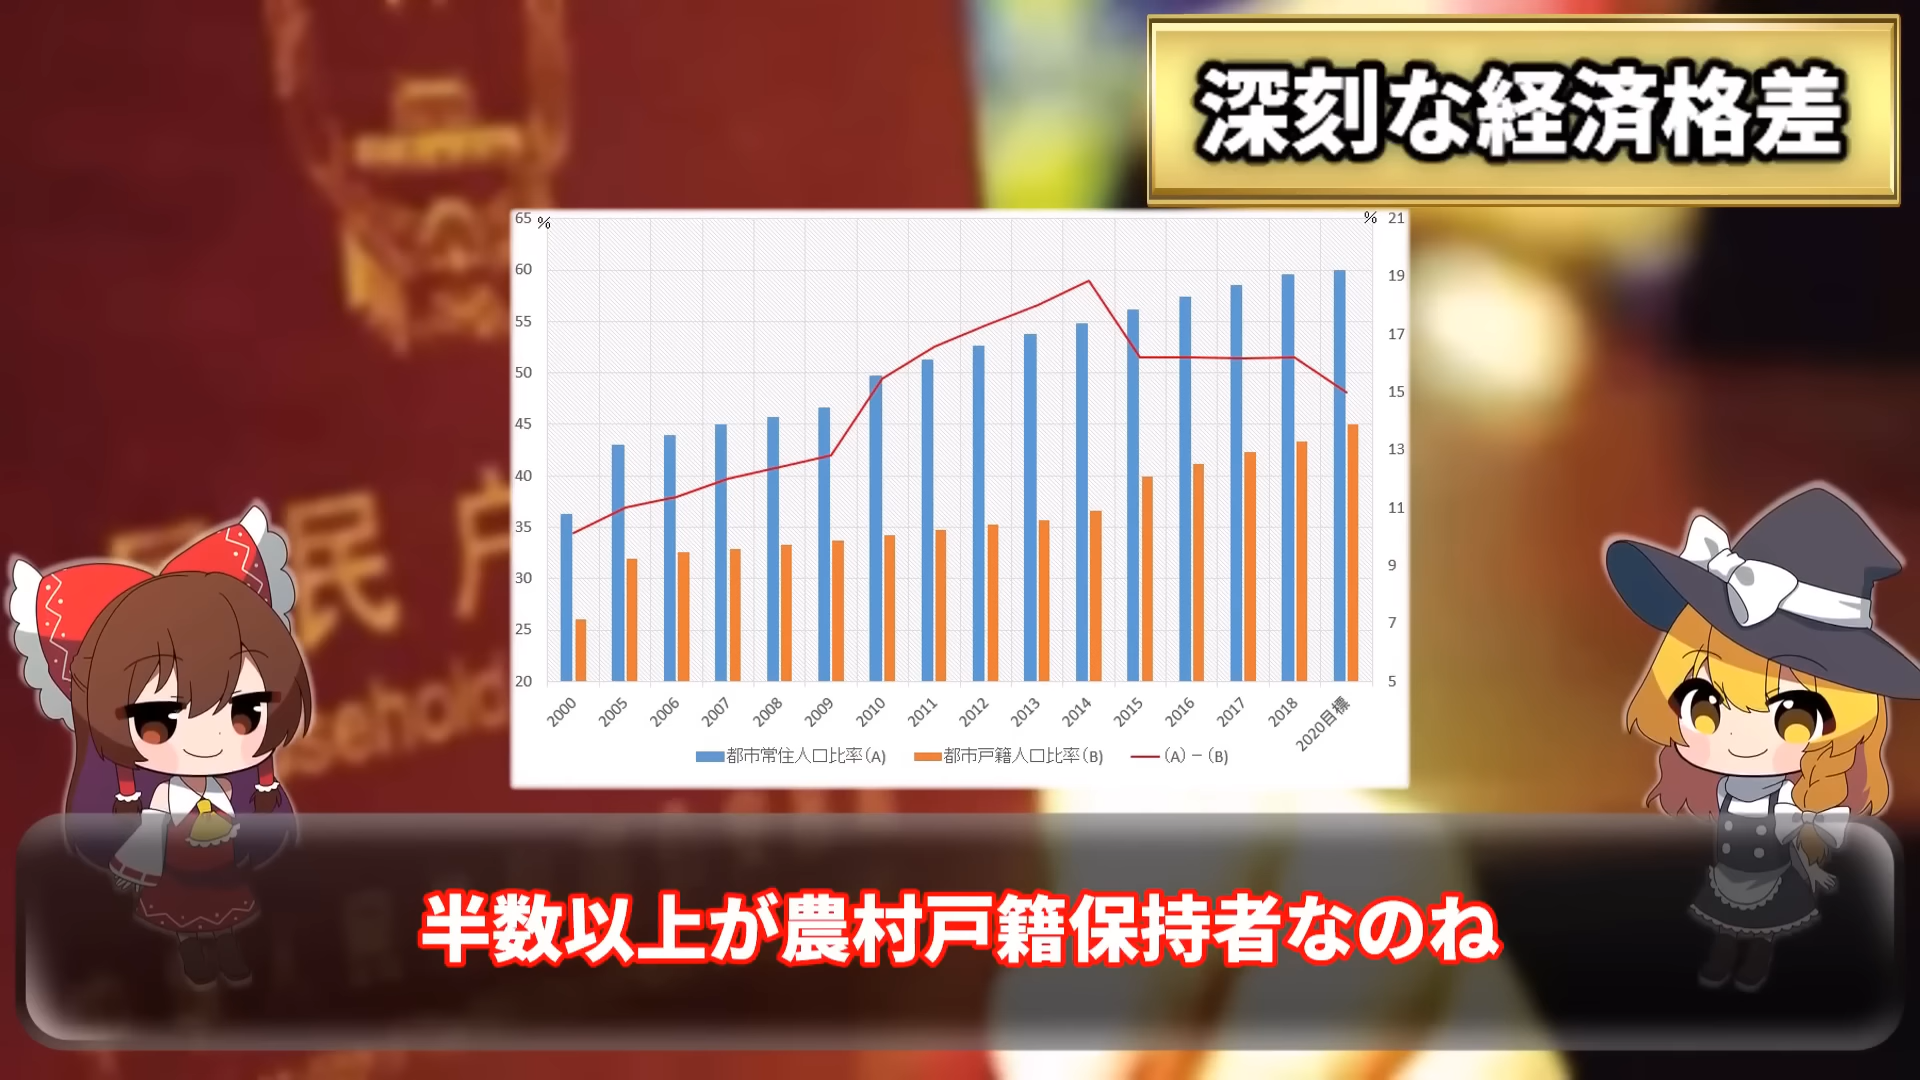 深刻な経済格差
65 % % 21
60 19
55 17
50 15
45 13
40 11
35 9
30 7
25 5
20
2000 2005 2006 2007 2008 2009 2010 2011 2012 2013 2014 2015 2016 2017 2018 2020目標
都市常住人口比率(A) 都市戸籍人口比率(B) (A)－(B)
民 户
sehold
半数以上が農村戸籍保持者なのね